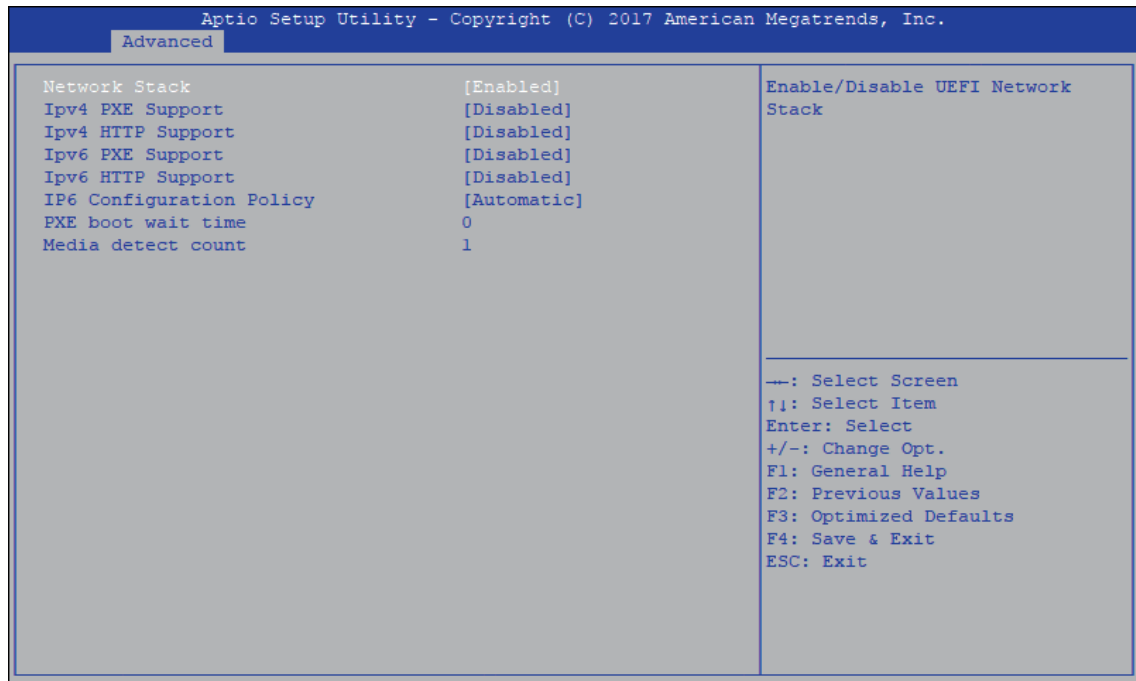 Aptio Setup Utility - Copyright (C) 2017 American Megatrends, Inc.
Advanced
Network Stack [Enabled]
Ipv4 PXE Support [Disabled]
Ipv4 HTTP Support [Disabled]
Ipv6 PXE Support [Disabled]
Ipv6 HTTP Support [Disabled]
IP6 Configuration Policy [Automatic]
PXE boot wait time 0
Media detect count 1
Enable/Disable UEFI Network
Stack
→←: Select Screen
↑↓: Select Item
Enter: Select
+/-: Change Opt.
F1: General Help
F2: Previous Values
F3: Optimized Defaults
F4: Save & Exit
ESC: Exit